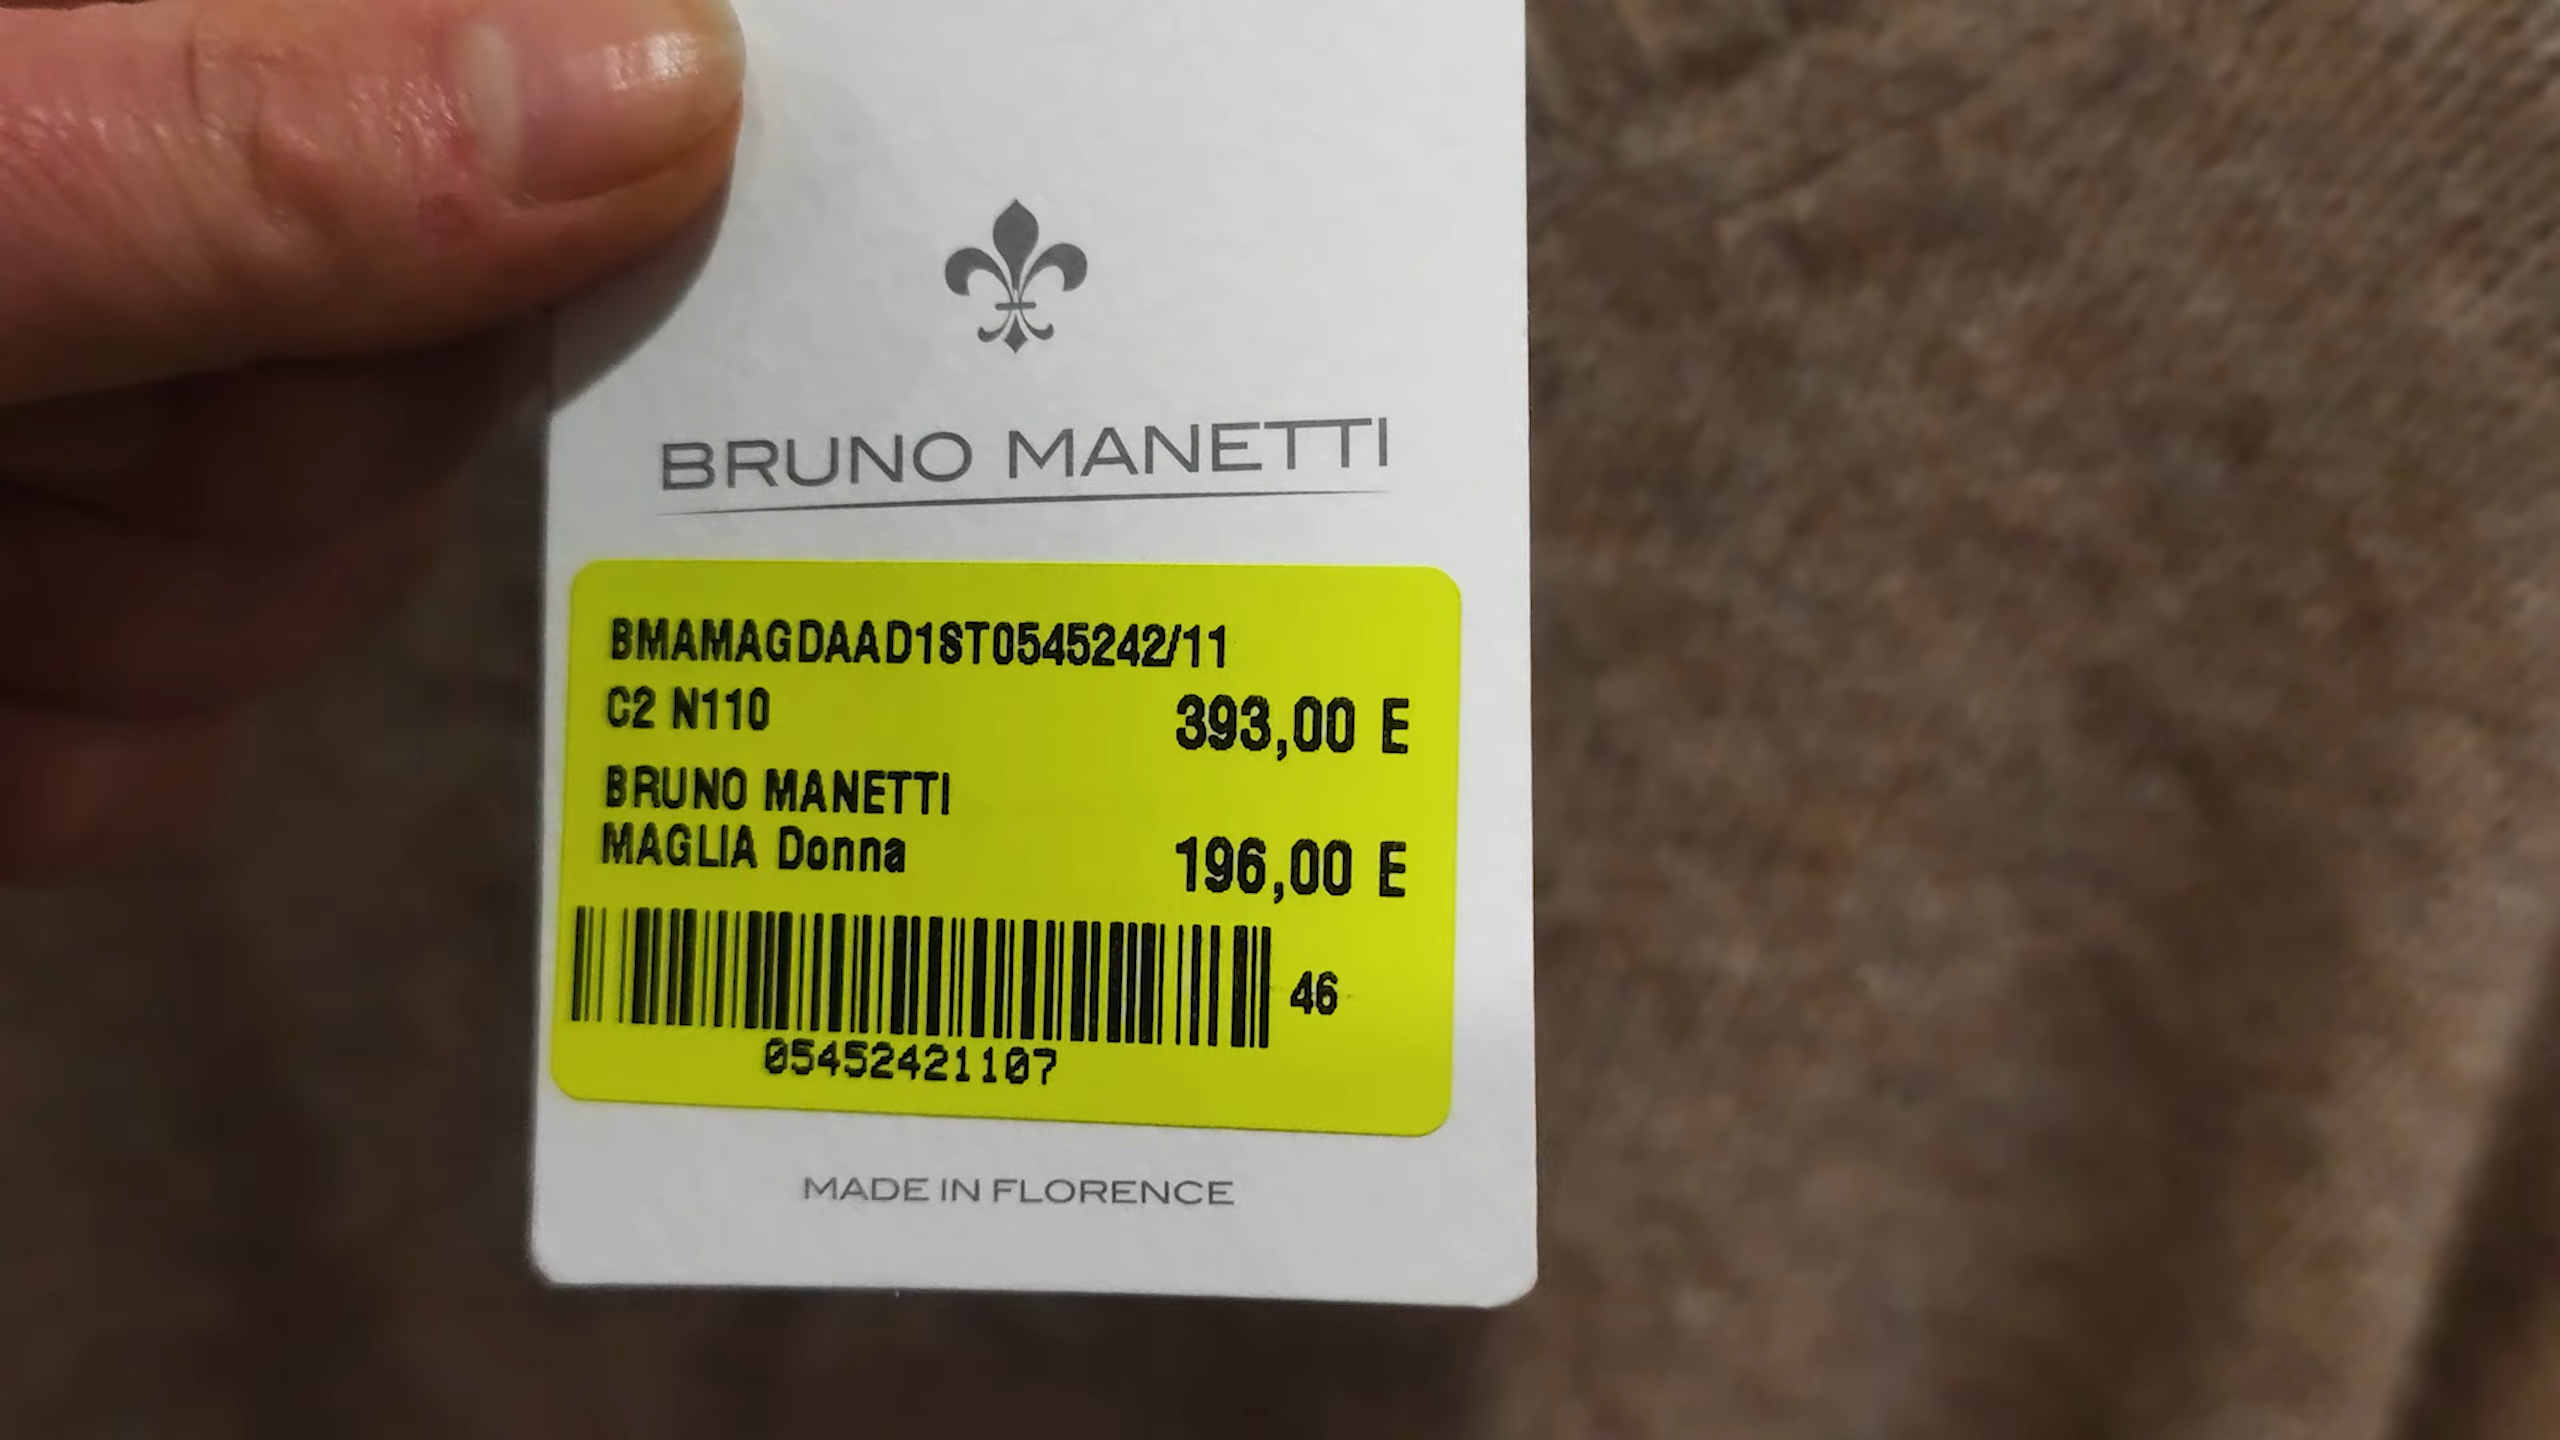 BRUNO MANETTI
BMAMAGDAAD1ST0545242/11
C2 N110
393,00 E
BRUNO MANETTI
MAGLIA Donna
196,00 E
46
05452421107
MADE IN FLORENCE